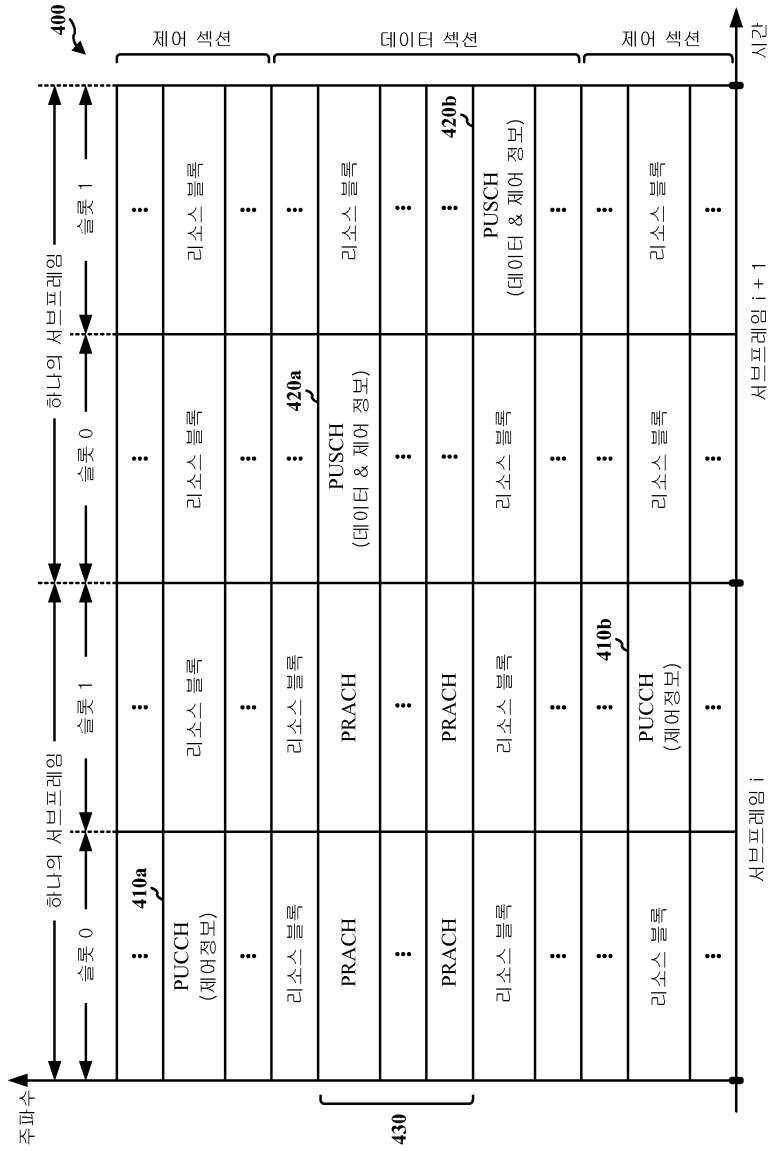 주파수
400
하나의 서브프레임 하나의 서브프레임
슬롯 0 슬롯 1 슬롯 0 슬롯 1
... 410a ... ... ...
PUCCH
(제어정보)
리소스 블록 리소스 블록 리소스 블록
제어 섹션
... ... ... ...
리소스 블록 리소스 블록 ... 420a ...
PRACH PRACH
PUSCH
(데이터 & 제어 정보)
리소스 블록
430
... ... ... ...
데이터 섹션
PRACH PRACH ... ... 420b
리소스 블록 리소스 블록 리소스 블록
PUSCH
(데이터 & 제어 정보)
... ... ... ...
... ... 410b ... ...
리소스 블록
PUCCH
(제어정보)
리소스 블록 리소스 블록
제어 섹션
... ... ... ...
서브프레임 i 서브프레임 i + 1 시간